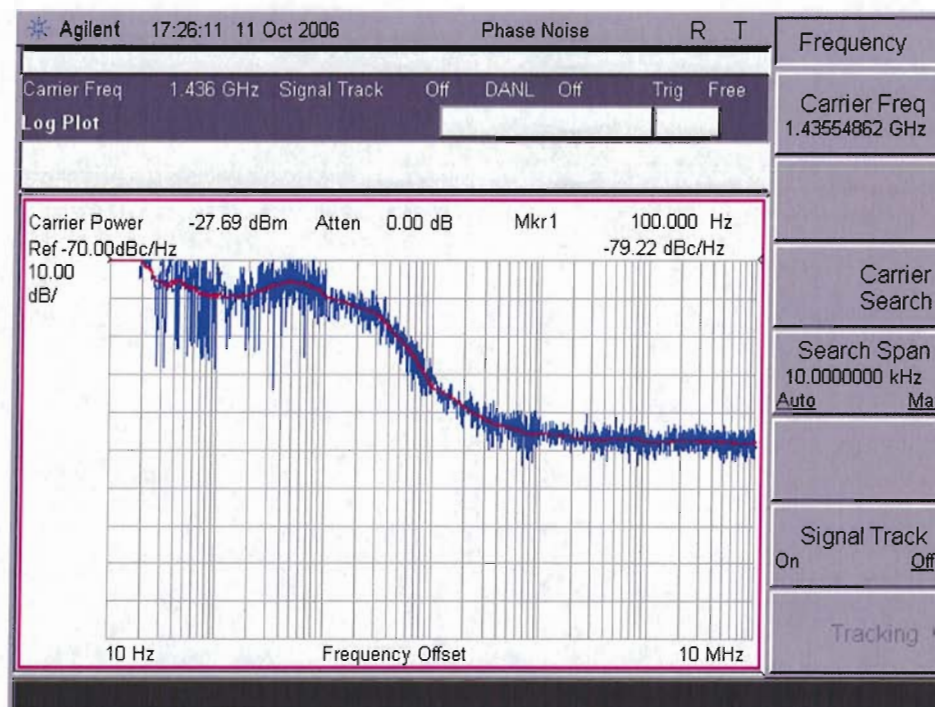 Agilent 17:26:11 11 Oct 2006 Phase Noise R T
Frequency
Carrier Freq 1.436 GHz Signal Track Off DANL Off Trig Free
Log Plot
Carrier Freq
1.43554862 GHz
Carrier Power -27.69 dBm Atten 0.00 dB Mkr1 100.000 Hz
Ref -70.00dBc/Hz -79.22 dBc/Hz
10.00
dB/
10 Hz Frequency Offset 10 MHz
Carrier
Search
Search Span
10.0000000 kHz
Auto Ma
Signal Track
On Off
Tracking